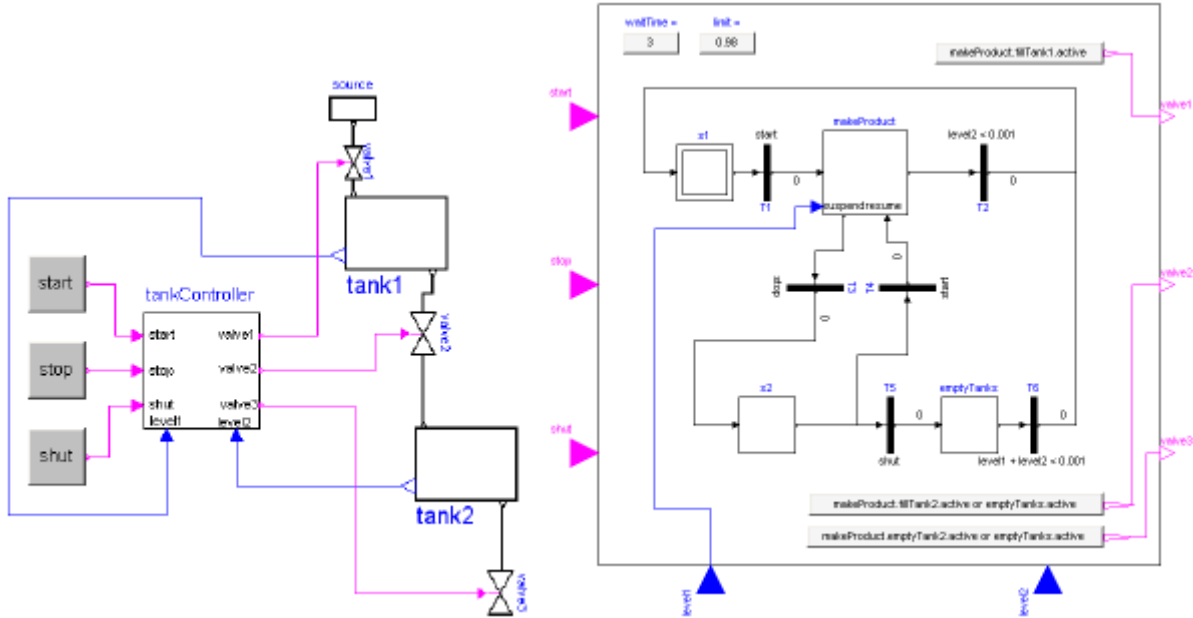 source
valve1
tank1
start
stop
shut
tankController
start
stop
shut
level1
valve1
valve2
valve3
level2
valve2
tank2
valve3
waitTime =
3
limit =
0.98
makeProduct.fillTank1.active
start
valve1
x1
start
T1
0
makeProduct
suspend
resume
level2 < 0.001
T2
0
stop
stop
T3
0
T4
start
0
valve2
x2
T5
shut
0
emptyTanks
T6
0
level1 + level2 < 0.001
shut
valve3
makeProduct.fillTank2.active or emptyTanks.active
makeProduct.emptyTank2.active or emptyTanks.active
level1
level2